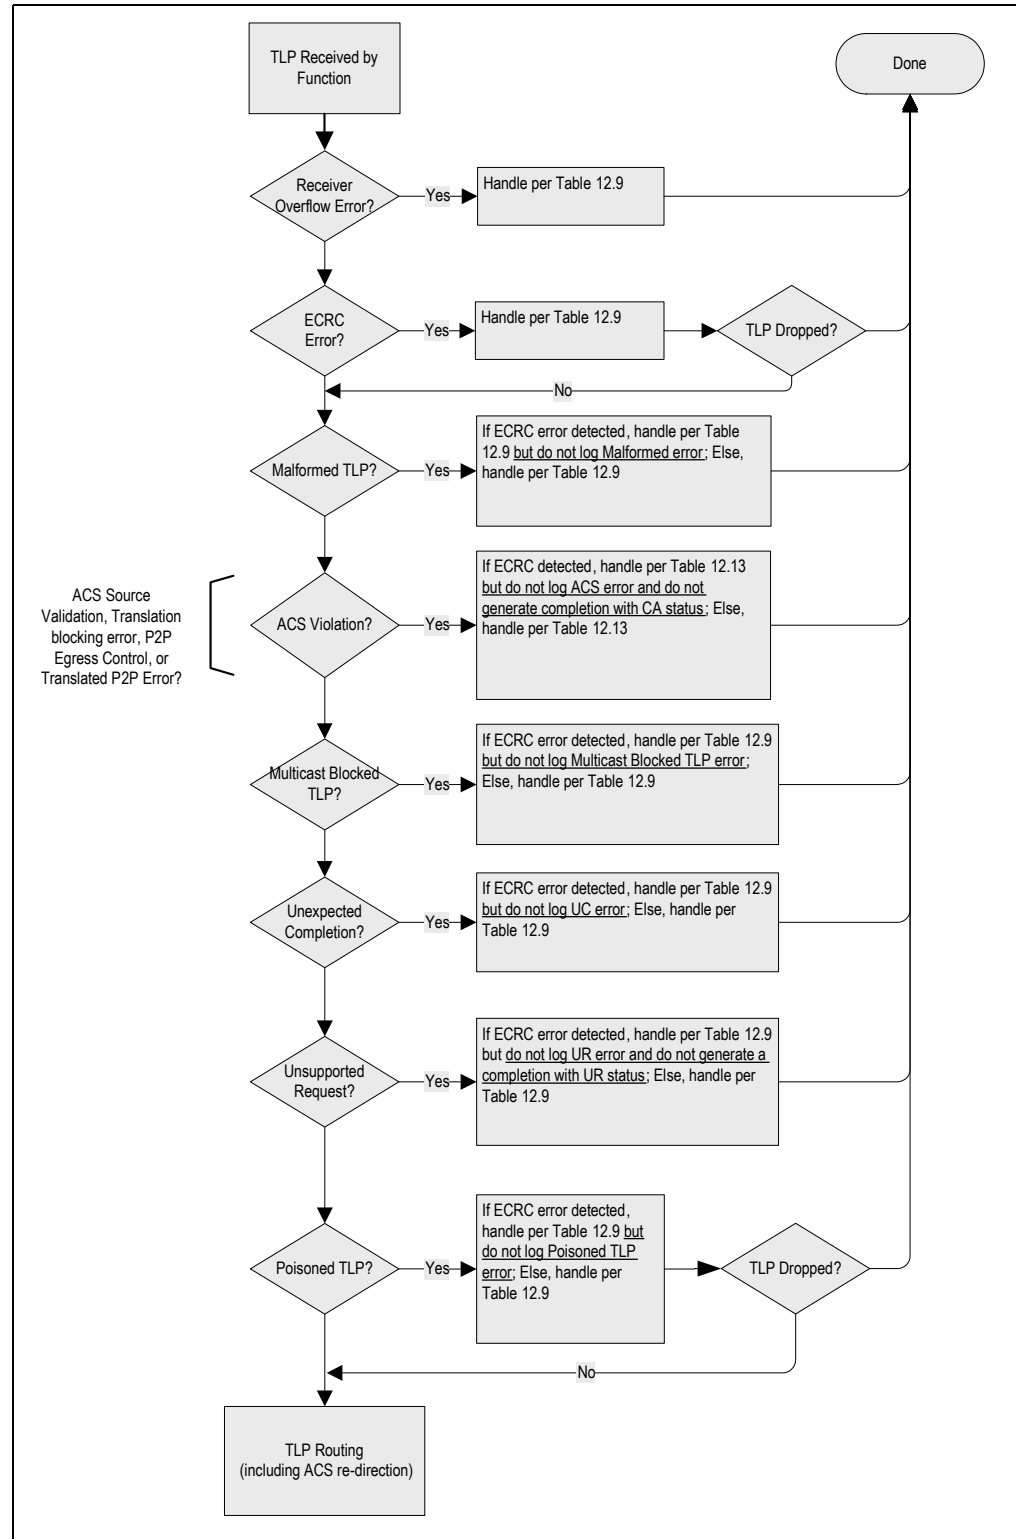 TLP Received by
Function
Done
Receiver
Overflow Error?
Yes
Handle per Table 12.9
ECRC
Error?
Yes
Handle per Table 12.9
TLP Dropped?
No
Malformed TLP?
Yes
If ECRC error detected, handle per Table
12.9 but do not log Malformed error; Else,
handle per Table 12.9
ACS Source
Validation, Translation
blocking error, P2P
Egress Control, or
Translated P2P Error?
ACS Violation?
Yes
If ECRC detected, handle per Table 12.13
but do not log ACS error and do not
generate completion with CA status; Else,
handle per Table 12.13
Multicast Blocked
TLP?
Yes
If ECRC error detected, handle per Table 12.9
but do not log Multicast Blocked TLP error;
Else, handle per Table 12.9
Unexpected
Completion?
Yes
If ECRC error detected, handle per Table 12.9
but do not log UC error; Else, handle per
Table 12.9
Unsupported
Request?
Yes
If ECRC error detected, handle per Table 12.9
but do not log UR error and do not generate a
completion with UR status; Else, handle per
Table 12.9
Poisoned TLP?
Yes
If ECRC error detected,
handle per Table 12.9 but
do not log Poisoned TLP
error; Else, handle per
Table 12.9
TLP Dropped?
No
TLP Routing
(including ACS re-direction)